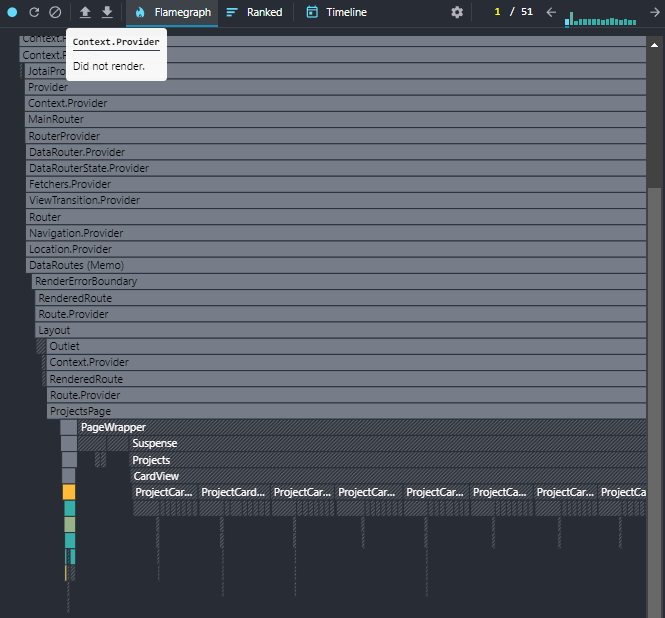 Flamegraph Ranked Timeline 1 / 51
Context.Pr
Context.P
JotaiPro
Context.Provider
Did not render.
Provider
Context.Provider
MainRouter
RouterProvider
DataRouter.Provider
DataRouterState.Provider
Fetchers.Provider
ViewTransition.Provider
Router
Navigation.Provider
Location.Provider
DataRoutes (Memo)
RenderErrorBoundary
RenderedRoute
Route.Provider
Layout
Outlet
Context.Provider
RenderedRoute
Route.Provider
ProjectsPage
PageWrapper
Suspense
Projects
CardView
ProjectCar... ProjectCard... ProjectCar... ProjectCar... ProjectCar... ProjectCa... ProjectCar... ProjectCa